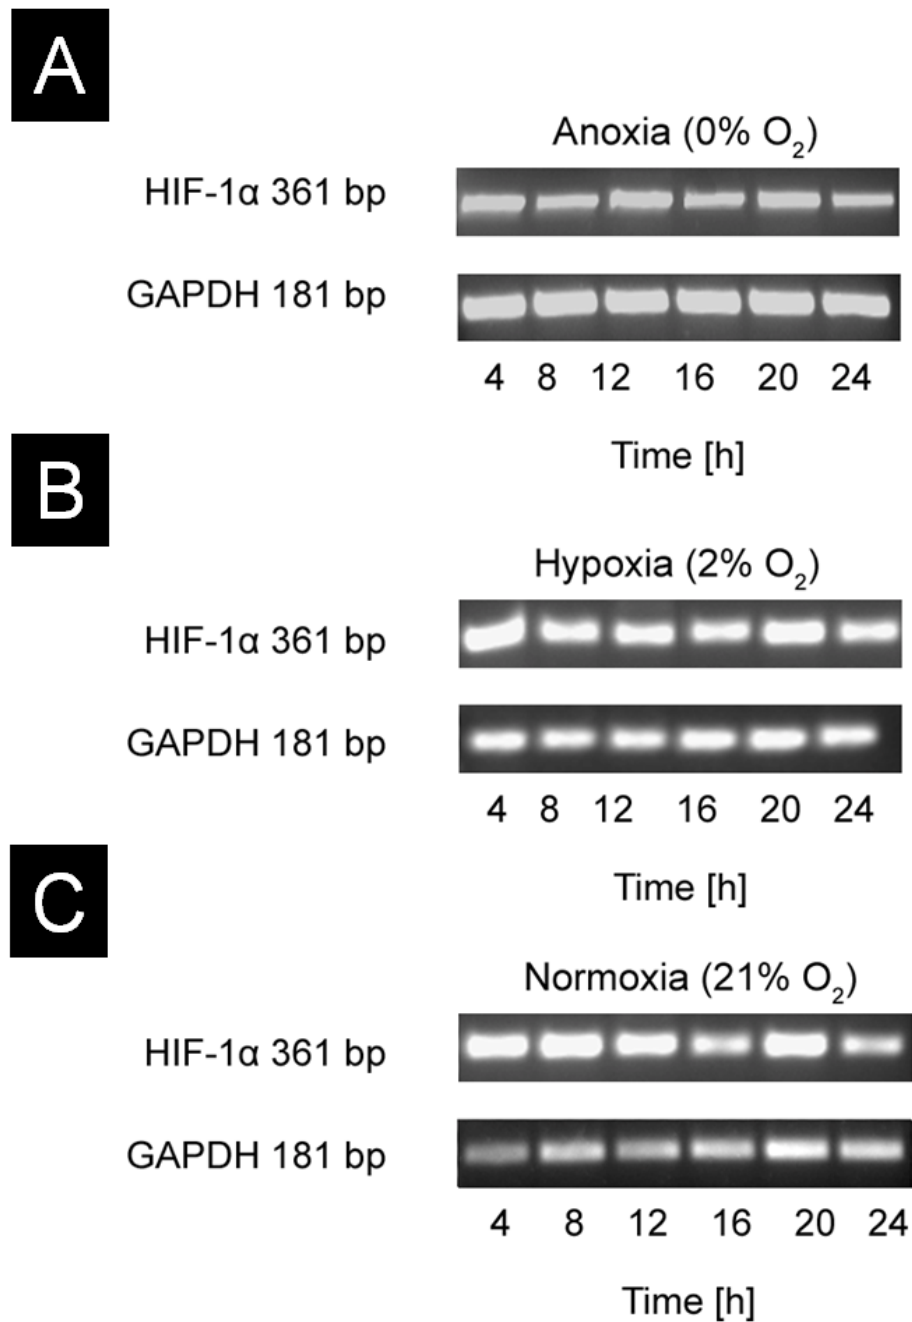 A
Anoxia (0% O₂)
HIF-1α 361 bp
GAPDH 181 bp
4 8 12 16 20 24
Time [h]
B
Hypoxia (2% O₂)
HIF-1α 361 bp
GAPDH 181 bp
4 8 12 16 20 24
Time [h]
C
Normoxia (21% O₂)
HIF-1α 361 bp
GAPDH 181 bp
4 8 12 16 20 24
Time [h]